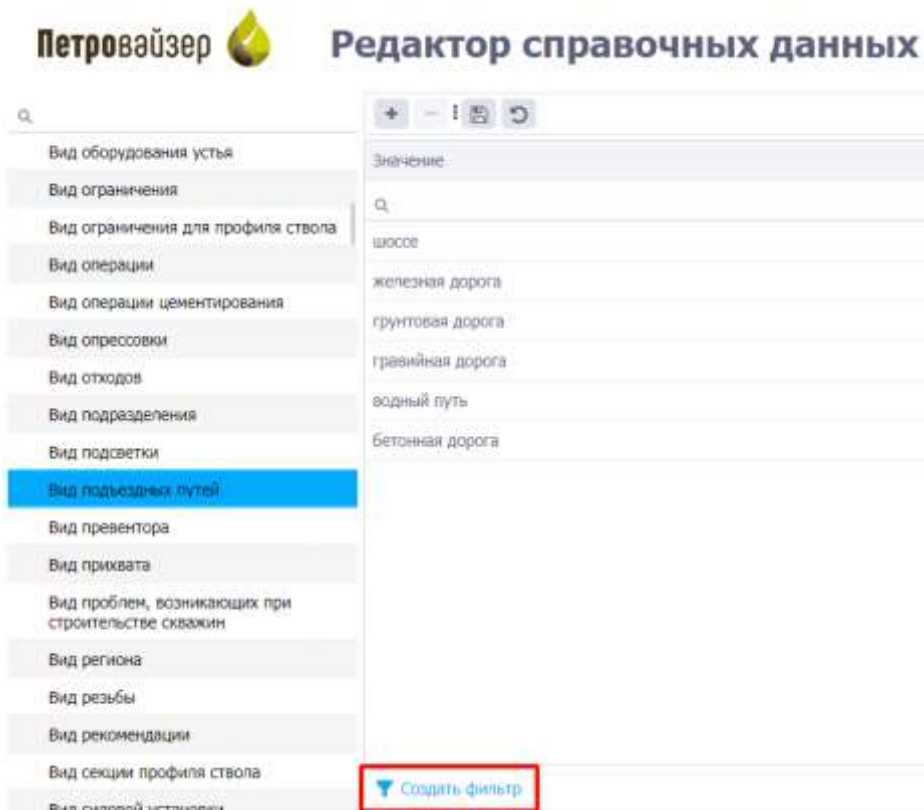 Петровайзер
Редактор справочных данных
Вид оборудования устья
Вид ограничения
Вид ограничения для профиля ствола
Вид операции
Вид операции цементирования
Вид опрессовки
Вид отходов
Вид подразделения
Вид подсветки
Вид подъездных путей
Вид превентора
Вид прихвата
Вид проблем, возникающих при
строительстве скважин
Вид региона
Вид резьбы
Вид рекомендации
Вид секции профиля ствола
Вид силовой установки
Значение
шоссе
железная дорога
грунтовая дорога
гравийная дорога
водный путь
бетонная дорога
Создать фильтр